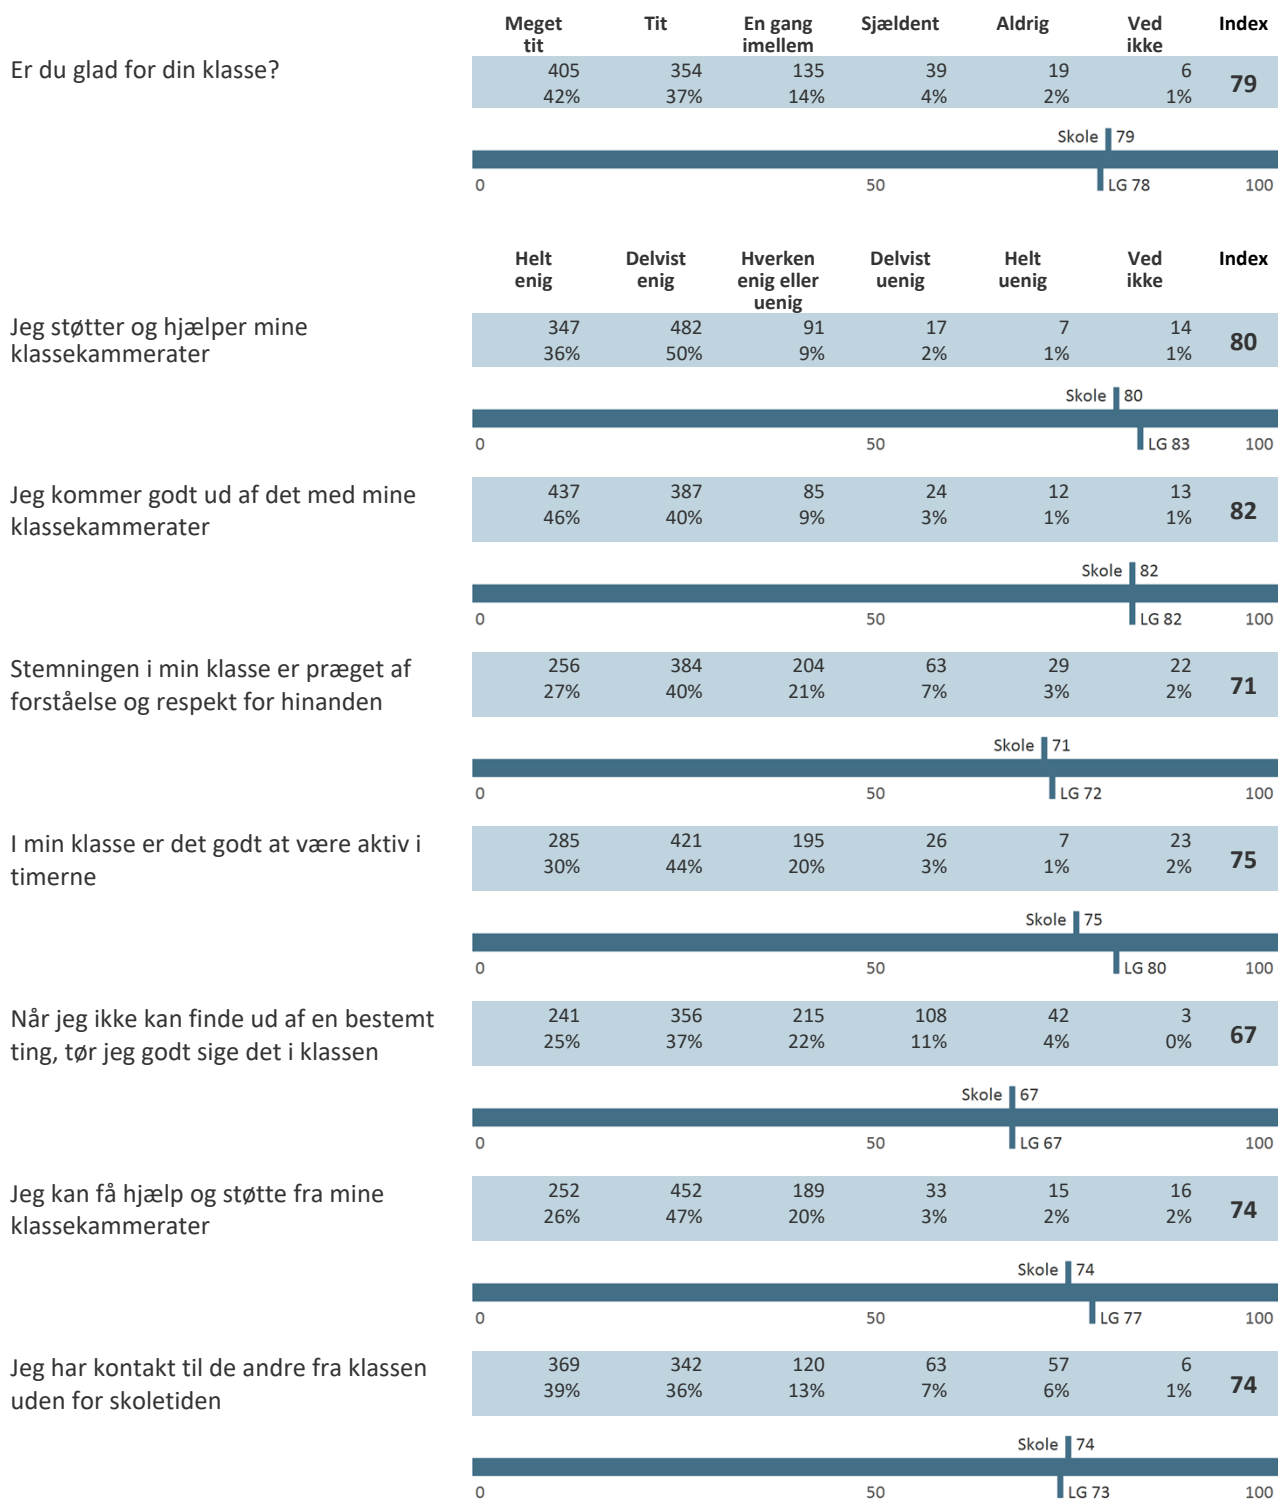 Meget tit Tit En gang imellem Sjældent Aldrig Ved ikke Index
Er du glad for din klasse?
405 354 135 39 19 6 79
42% 37% 14% 4% 2% 1%
Skole 79
0 50 LG 78 100
Helt enig Delvist enig Hverken enig eller uenig Delvist uenig Helt uenig Ved ikke Index
Jeg støtter og hjælper mine
klassekammerater
347 482 91 17 7 14 80
36% 50% 9% 2% 1% 1%
Skole 80
0 50 LG 83 100
Jeg kommer godt ud af det med mine
klassekammerater
437 387 85 24 12 13 82
46% 40% 9% 3% 1% 1%
Skole 82
0 50 LG 82 100
Stemningen i min klasse er præget af
forståelse og respekt for hinanden
256 384 204 63 29 22 71
27% 40% 21% 7% 3% 2%
Skole 71
0 50 LG 72 100
I min klasse er det godt at være aktiv i
timerne
285 421 195 26 7 23 75
30% 44% 20% 3% 1% 2%
Skole 75
0 50 LG 80 100
Når jeg ikke kan finde ud af en bestemt
ting, tør jeg godt sige det i klassen
241 356 215 108 42 3 67
25% 37% 22% 11% 4% 0%
Skole 67
0 50 LG 67 100
Jeg kan få hjælp og støtte fra mine
klassekammerater
252 452 189 33 15 16 74
26% 47% 20% 3% 2% 2%
Skole 74
0 50 LG 77 100
Jeg har kontakt til de andre fra klassen
uden for skoletiden
369 342 120 63 57 6 74
39% 36% 13% 7% 6% 1%
Skole 74
0 50 LG 73 100